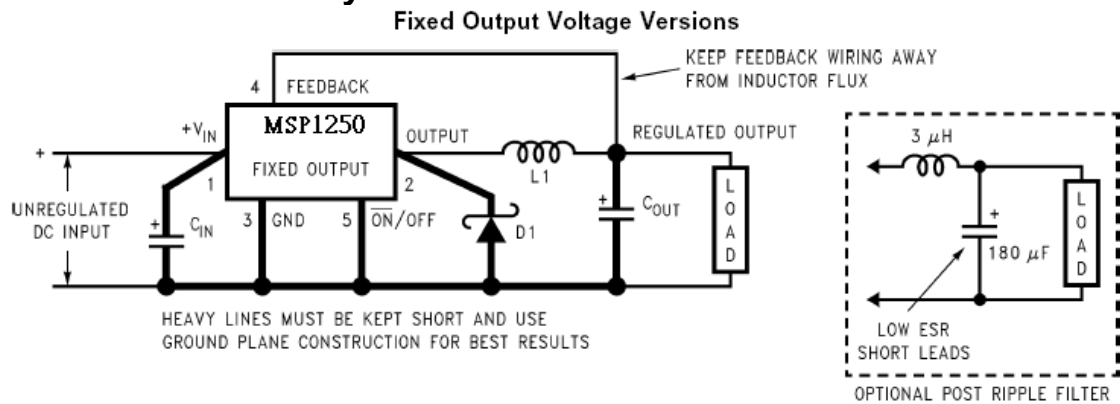 Fixed Output Voltage Versions
KEEP FEEDBACK WIRING AWAY
FROM INDUCTOR FLUX
4 FEEDBACK
+VIN
MSP1250
OUTPUT
REGULATED OUTPUT
3 μH
+
FIXED OUTPUT
L1
1
2
UNREGULATED
DC INPUT
+
CIN
3 GND
5 ON/OFF
D1
+
COUT
LOAD
+
180 μF
LOAD
HEAVY LINES MUST BE KEPT SHORT AND USE
GROUND PLANE CONSTRUCTION FOR BEST RESULTS
LOW ESR
SHORT LEADS
OPTIONAL POST RIPPLE FILTER